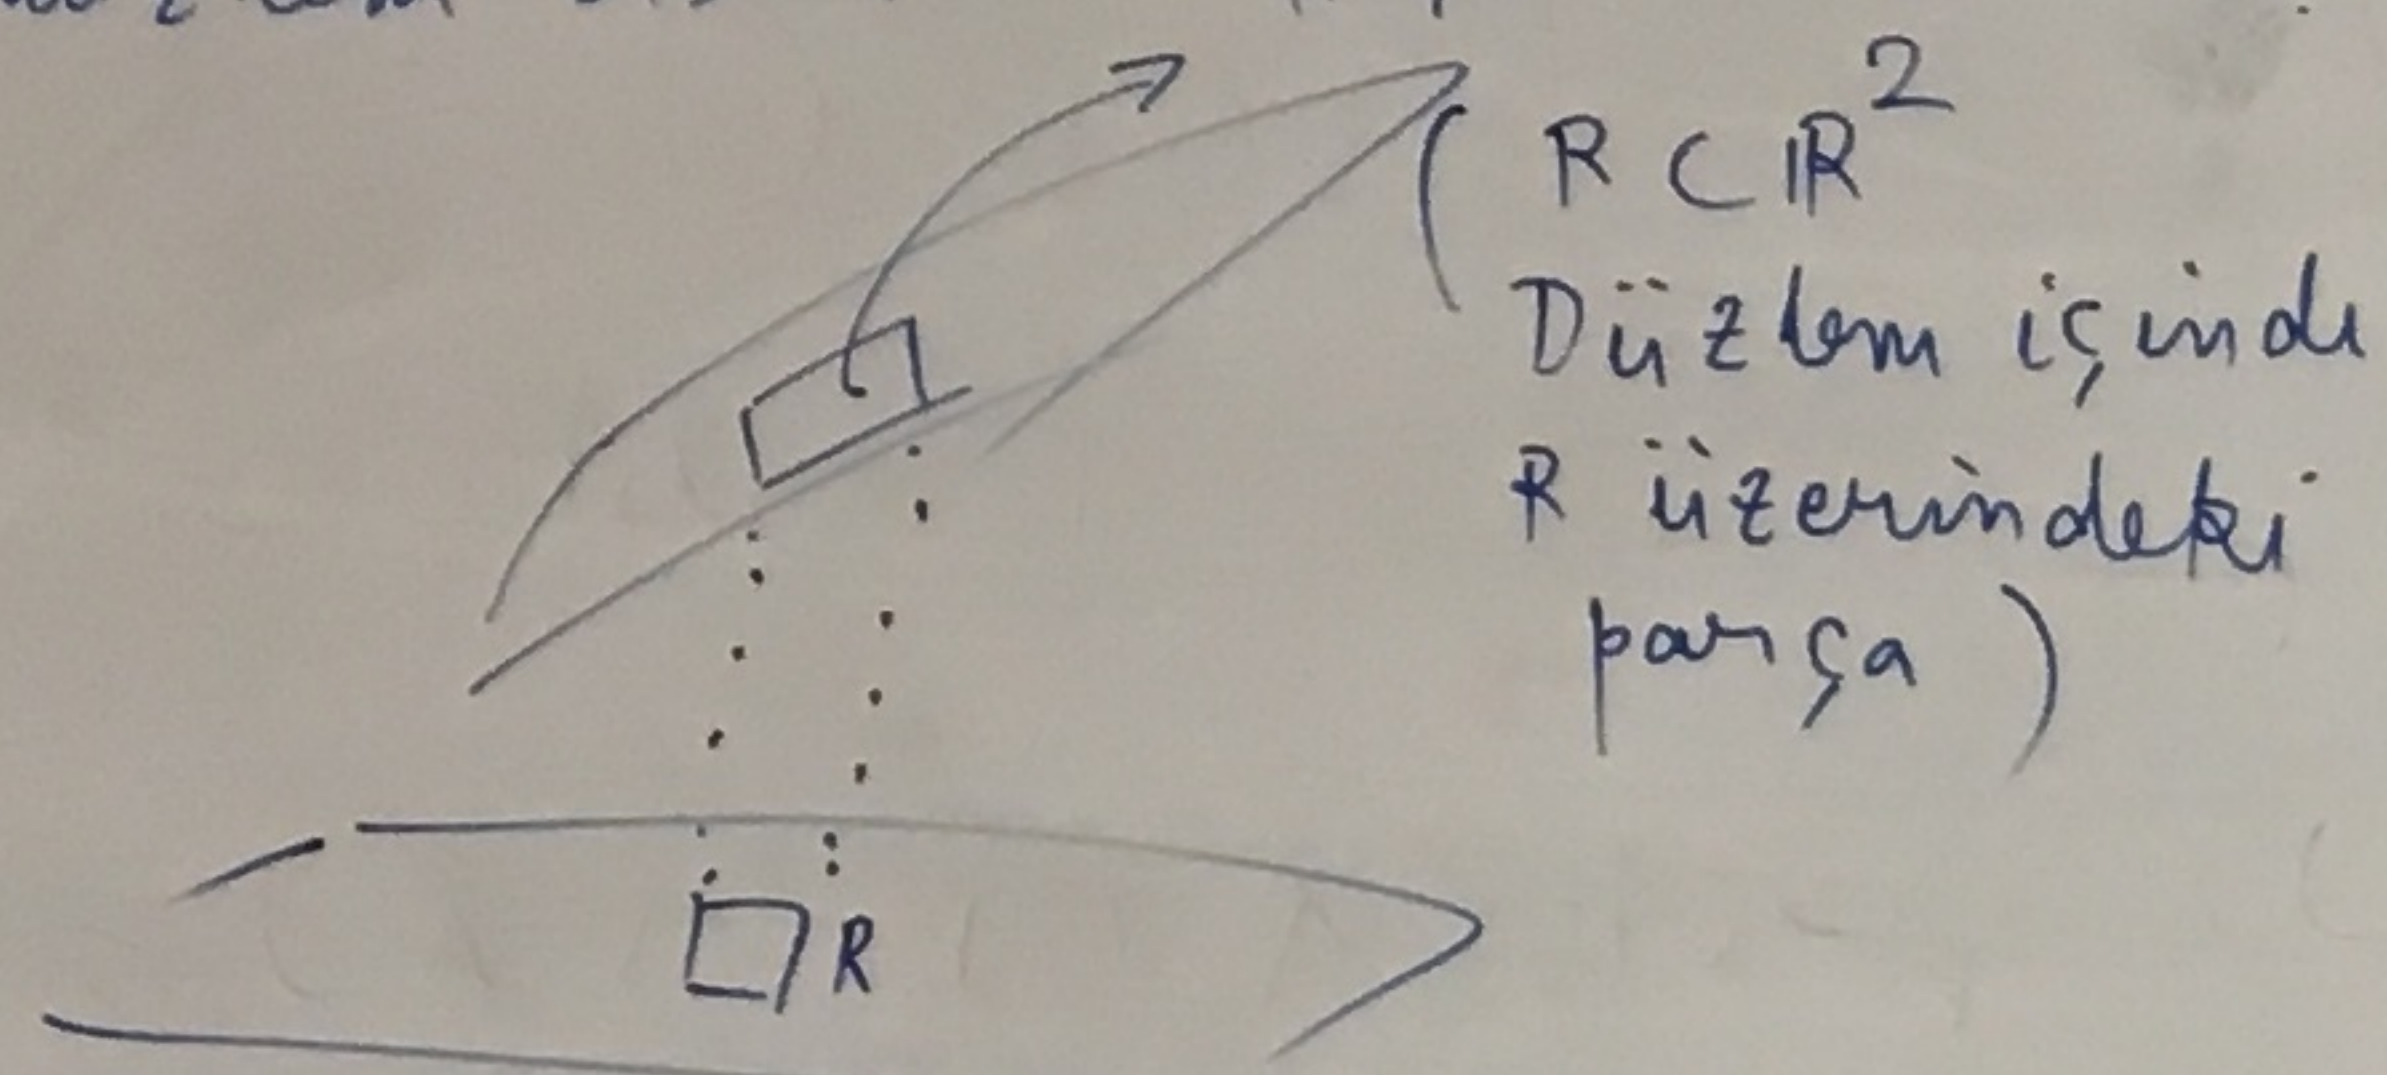 ( R ⊂ ℝ²
Düzlem içinde
R üzerindeki
parça )
R